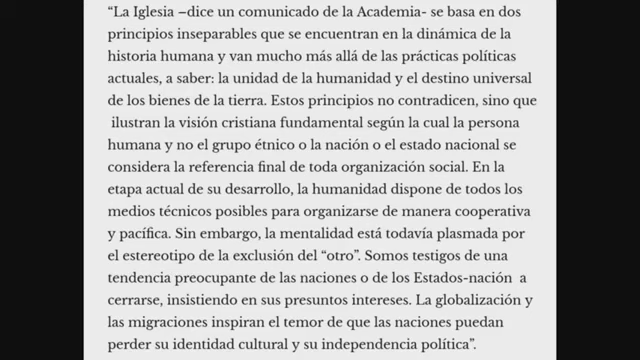 “La Iglesia –dice un comunicado de la Academia- se basa en dos
principios inseparables que se encuentran en la dinámica de la
historia humana y van mucho más allá de las prácticas políticas
actuales, a saber: la unidad de la humanidad y el destino universal
de los bienes de la tierra. Estos principios no contradicen, sino que
ilustran la visión cristiana fundamental según la cual la persona
humana y no el grupo étnico o la nación o el estado nacional se
considera la referencia final de toda organización social. En la
etapa actual de su desarrollo, la humanidad dispone de todos los
medios técnicos posibles para organizarse de manera cooperativa
y pacífica. Sin embargo, la mentalidad está todavía plasmada por
el estereotipo de la exclusión del “otro”. Somos testigos de una
tendencia preocupante de las naciones o de los Estados-nación a
cerrarse, insistiendo en sus presuntos intereses. La globalización y
las migraciones inspiran el temor de que las naciones puedan
perder su identidad cultural y su independencia política”.